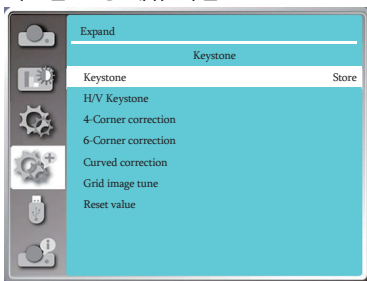 Expand
Keystone
Keystone Store
H/V Keystone
4-Corner correction
6-Corner correction
Curved correction
Grid image tune
Reset value